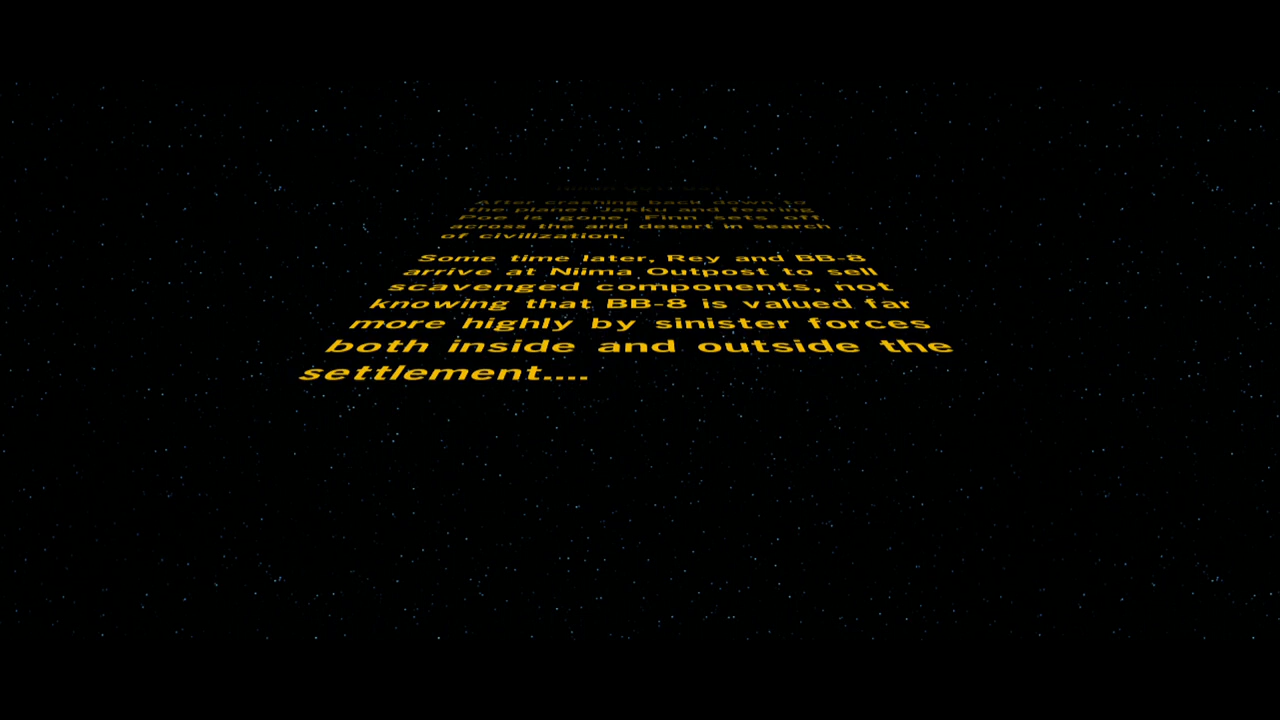 After crashing back down to
the planet Jakku and fearing
Poe is gone, Finn sets off
across the arid desert in search
of civilization.
Some time later, Rey and BB-8
arrive at Niima Outpost to sell
scavenged components, not
knowing that BB-8 is valued far
more highly by sinister forces
both inside and outside the
settlement....